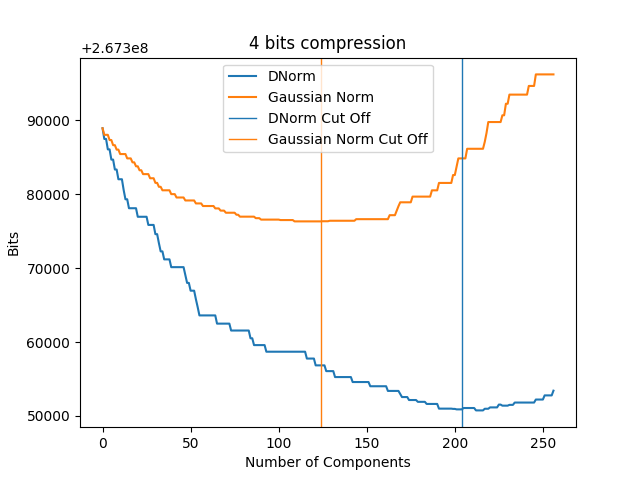 4 bits compression
+2.673e8
DNorm
Gaussian Norm
DNorm Cut Off
Gaussian Norm Cut Off
90000
80000
70000
60000
50000
Bits
0 50 100 150 200 250
Number of Components